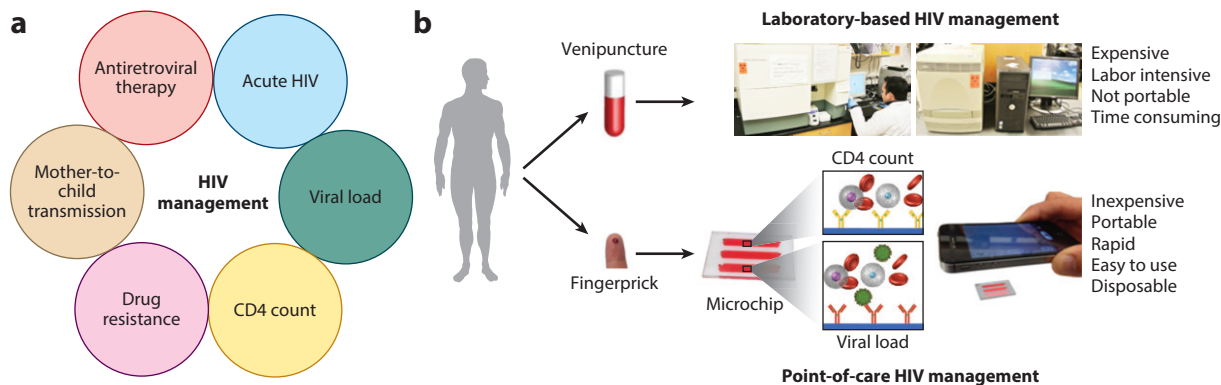 a
Antiretroviral
therapy
Acute HIV
Mother-to-
child
transmission
HIV
management
Viral load
Drug
resistance
CD4 count
b
Laboratory-based HIV management
Venipuncture
Expensive
Labor intensive
Not portable
Time consuming
CD4 count
Fingerprick
Microchip
Viral load
Inexpensive
Portable
Rapid
Easy to use
Disposable
Point-of-care HIV management